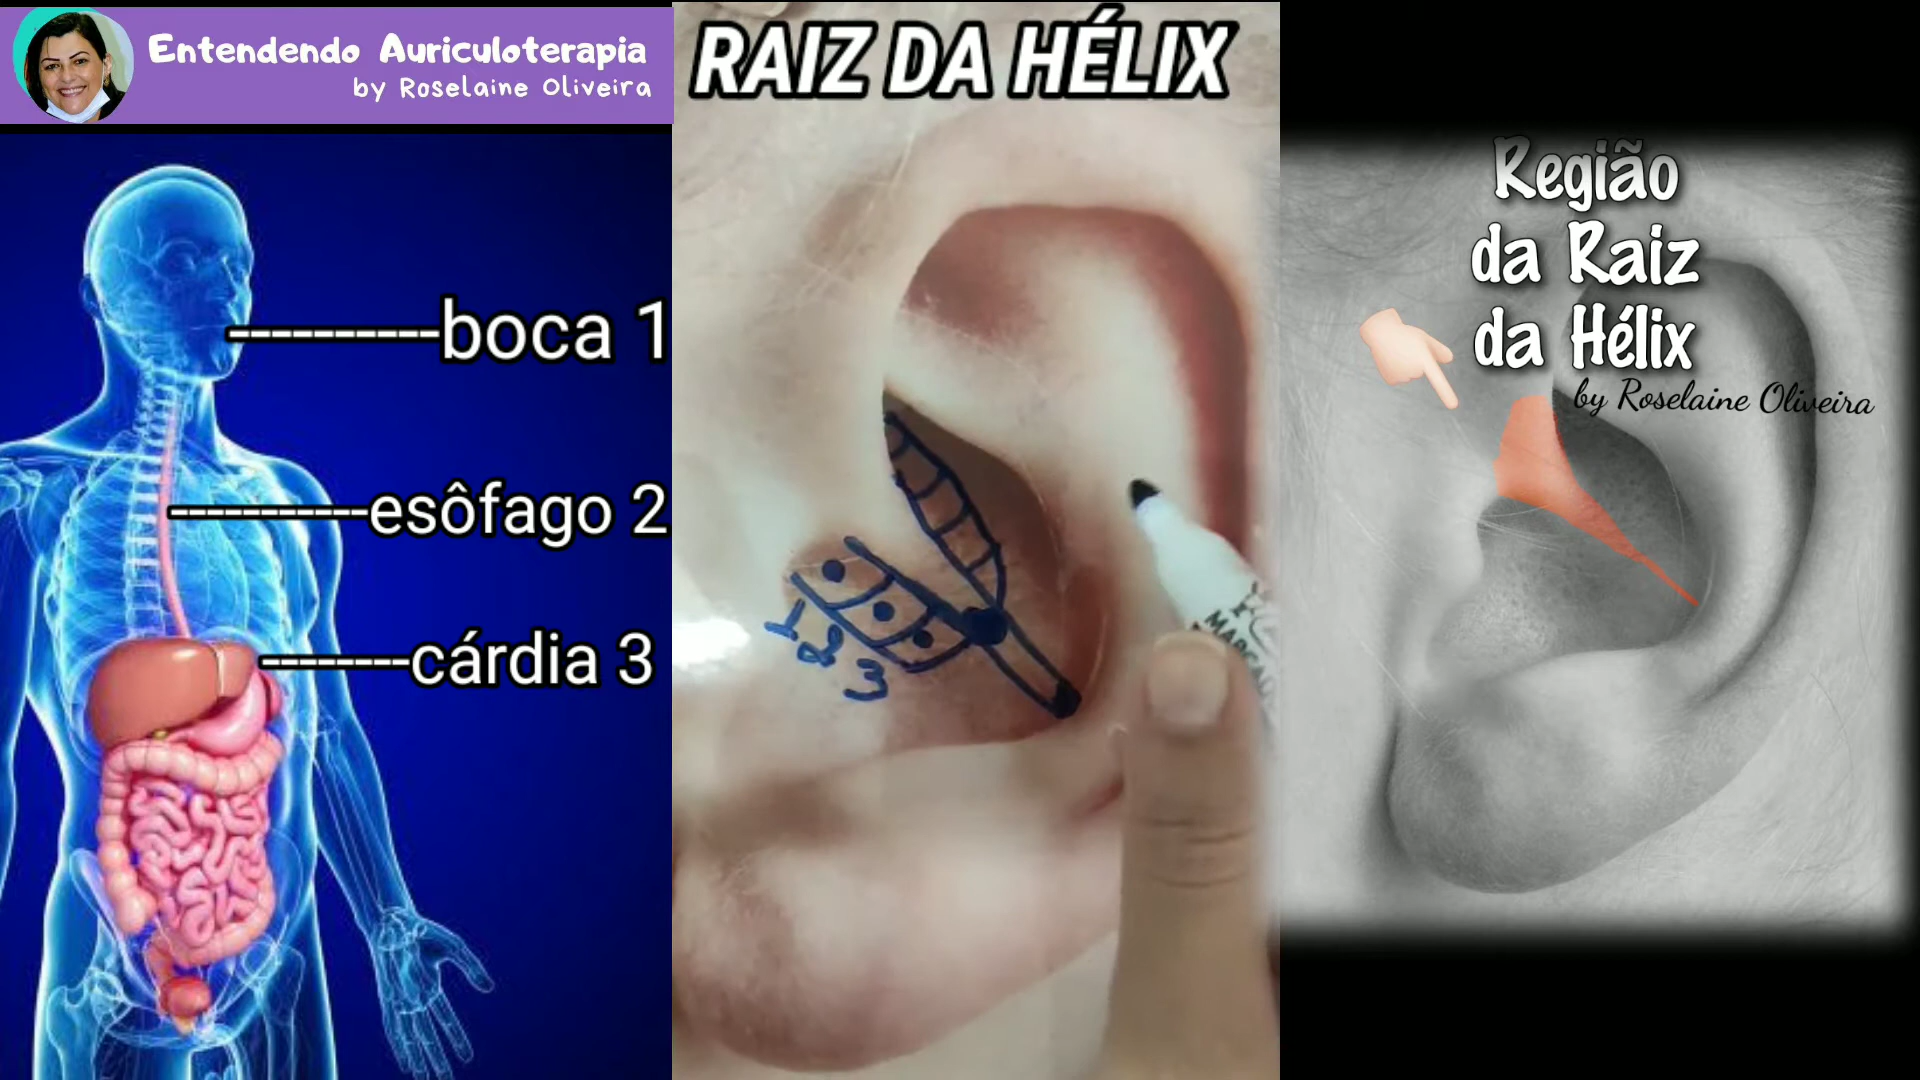 Entendendo Auriculoterapia
by Roselaine Oliveira
----------boca 1
-----------esôfago 2
--------cárdia 3
RAIZ DA HÉLIX
1 2 3
Região
da Raiz
da Hélix
by Roselaine Oliveira